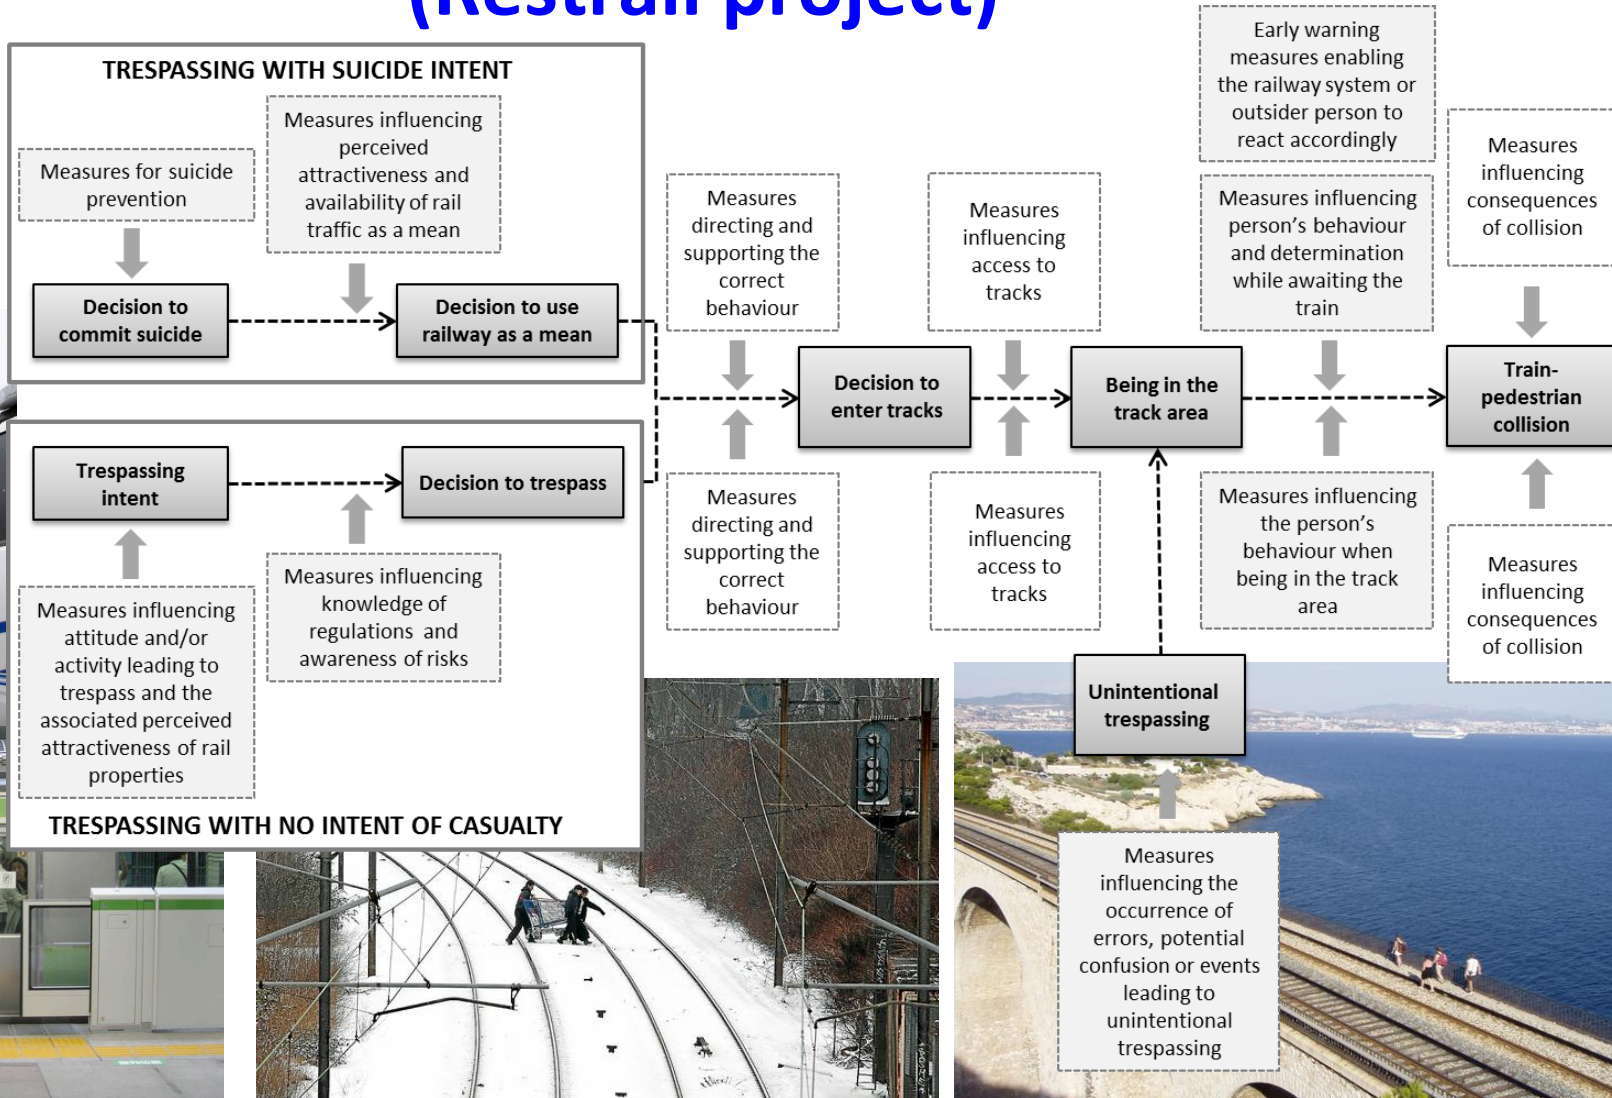 (Restrail project)
TRESPASSING WITH SUICIDE INTENT
Measures for suicide
prevention
Measures influencing
perceived
attractiveness and
availability of rail
traffic as a mean
Decision to
commit suicide
Decision to use
railway as a mean
Trespassing
intent
Decision to trespass
Measures influencing
attitude and/or
activity leading to
trespass and the
associated perceived
attractiveness of rail
properties
Measures influencing
knowledge of
regulations and
awareness of risks
TRESPASSING WITH NO INTENT OF CASUALTY
Measures
directing and
supporting the
correct
behaviour
Measures
directing and
supporting the
correct
behaviour
Decision to
enter tracks
Measures
influencing
access to
tracks
Measures
influencing
access to
tracks
Being in the
track area
Early warning
measures enabling
the railway system or
outsider person to
react accordingly
Measures influencing
person's behaviour
and determination
while awaiting the
train
Measures influencing
the person's
behaviour when
being in the track
area
Measures
influencing
consequences
of collision
Train-
pedestrian
collision
Measures
influencing
consequences
of collision
Unintentional
trespassing
Measures
influencing the
occurrence of
errors, potential
confusion or events
leading to
unintentional
trespassing